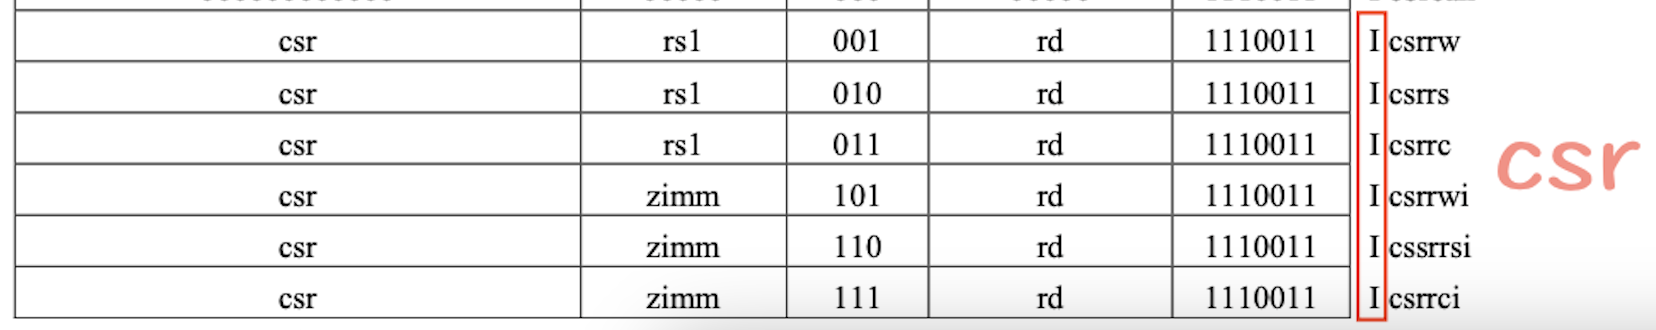 csr rs1 001 rd 1110011 I csrrw
csr rs1 010 rd 1110011 I csrrs
csr rs1 011 rd 1110011 I csrrc
csr
csr zimm 101 rd 1110011 I csrrwi
csr zimm 110 rd 1110011 I cssrrsi
csr zimm 111 rd 1110011 I csrrci